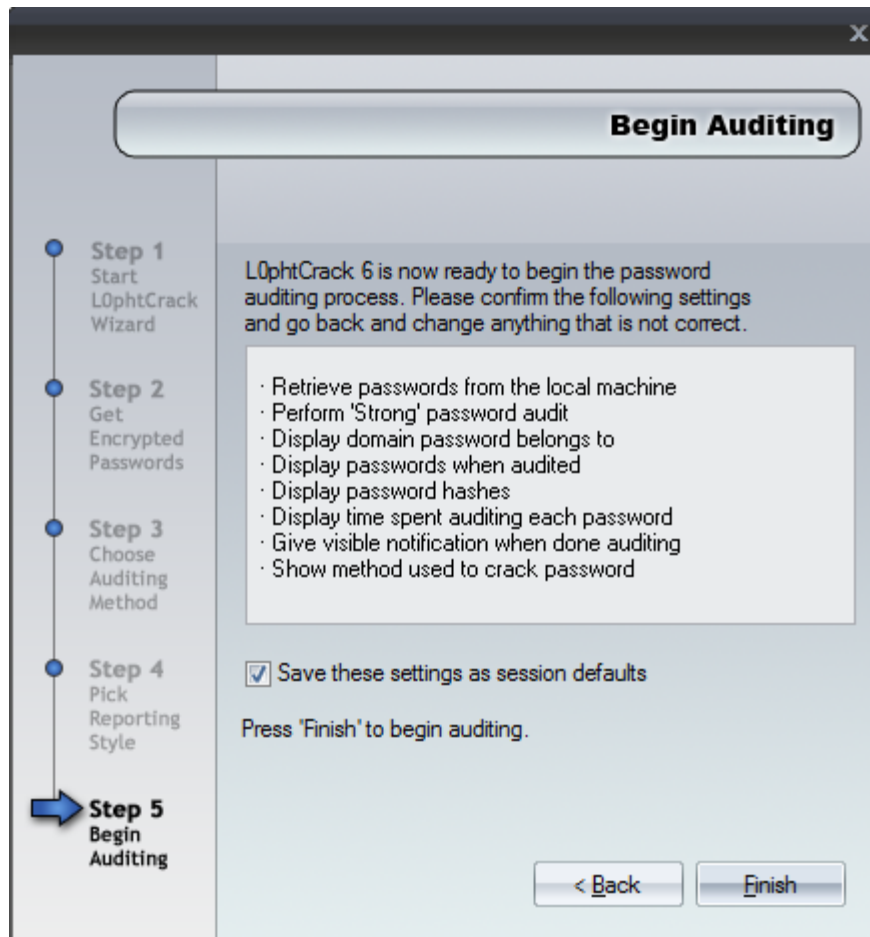 x
Begin Auditing
Step 1
Start
L0phtCrack
Wizard
Step 2
Get
Encrypted
Passwords
Step 3
Choose
Auditing
Method
Step 4
Pick
Reporting
Style
Step 5
Begin
Auditing
L0phtCrack 6 is now ready to begin the password
auditing process. Please confirm the following settings
and go back and change anything that is not correct.
· Retrieve passwords from the local machine
· Perform 'Strong' password audit
· Display domain password belongs to
· Display passwords when audited
· Display password hashes
· Display time spent auditing each password
· Give visible notification when done auditing
· Show method used to crack password
Save these settings as session defaults
Press 'Finish' to begin auditing.
< Back
Finish